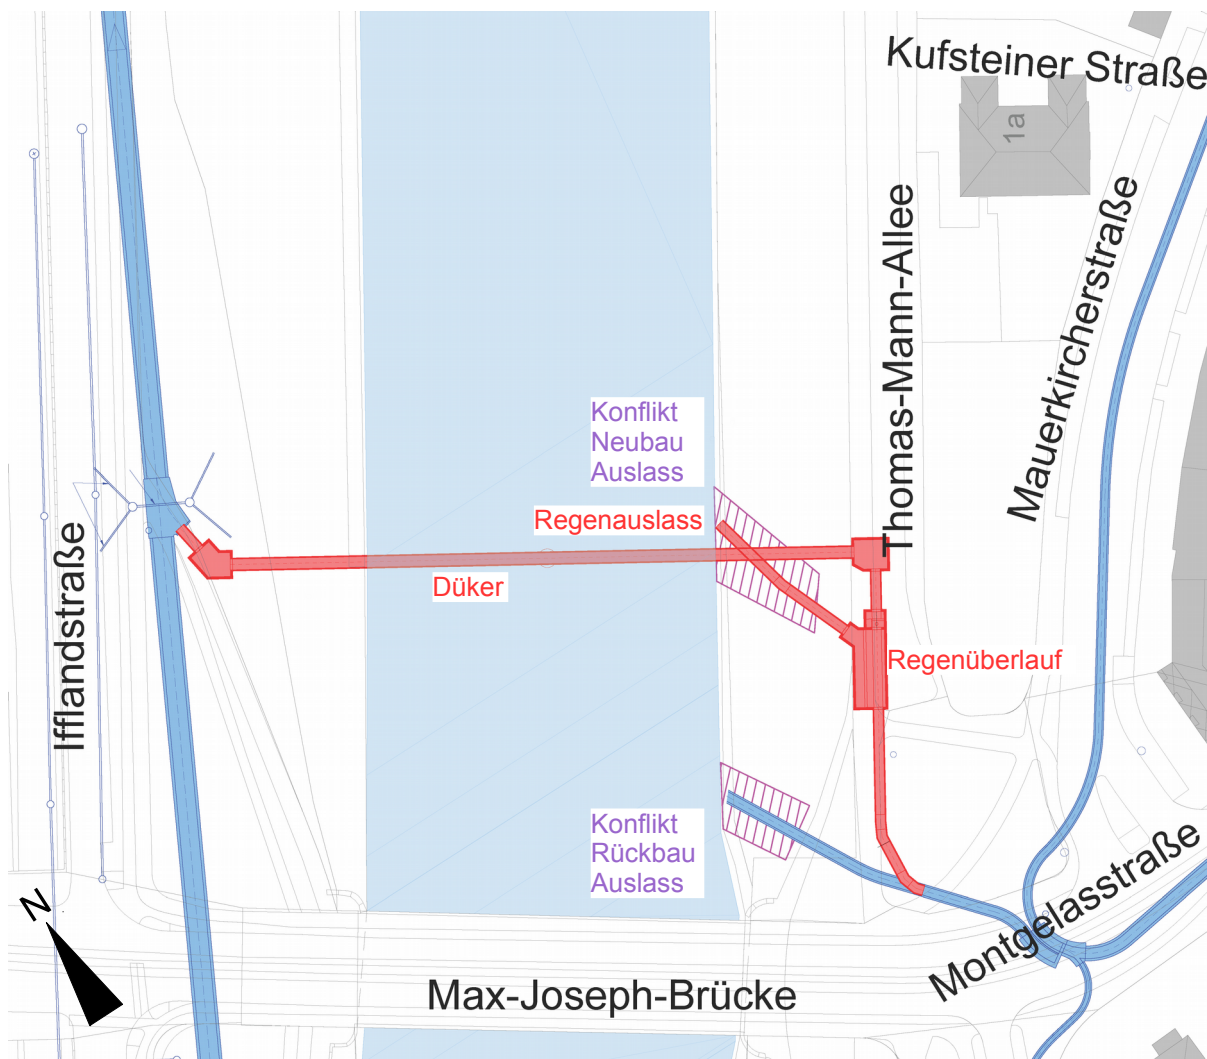 Kufsteiner Straße
1a
Thomas-Mann-Allee
Mauerkircherstraße
Konflikt
Neubau
Auslass
Regenauslass
Düker
Ifflandstraße
Regenüberlauf
Konflikt
Rückbau
Auslass
Montgelasstraße
N
Max-Joseph-Brücke